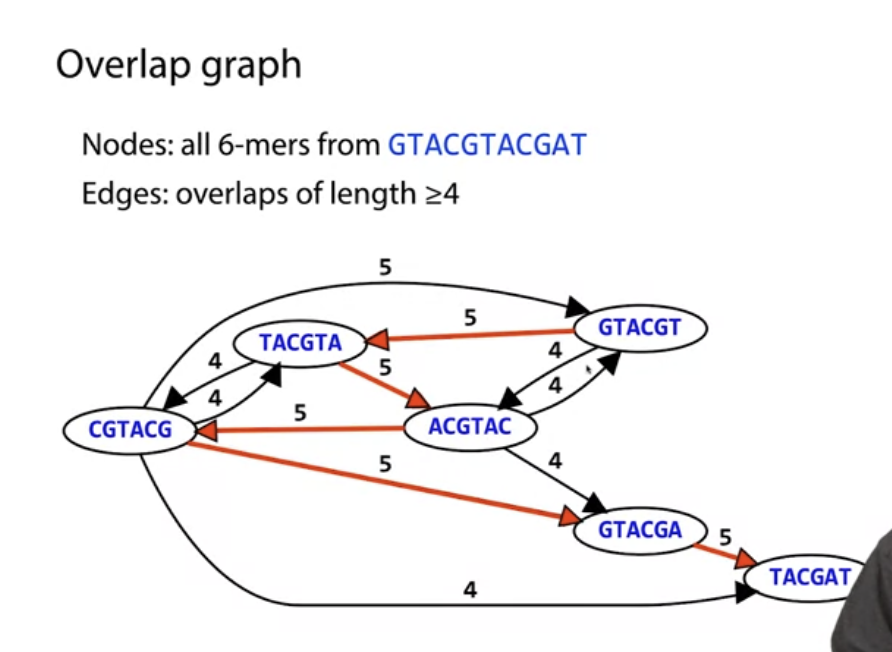 Overlap graph
Nodes: all 6-mers from GTACGTACGAT
Edges: overlaps of length ≥4
5
5
GTACGT
TACGTA
4
4
5
4
4
5
CGTACG
ACGTAC
5
4
GTACGA
5
TACGAT
4